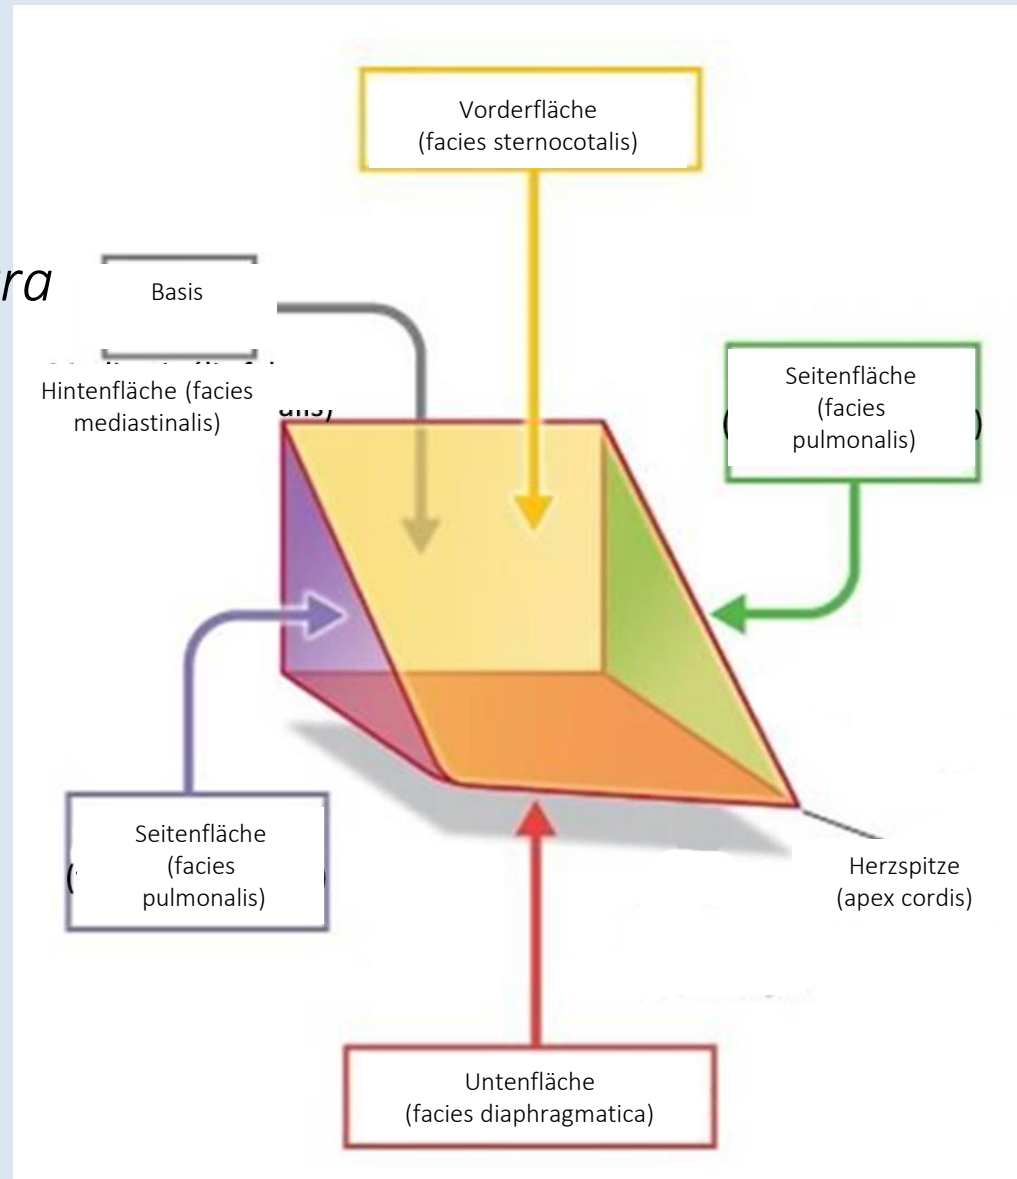 Vorderfläche
(facies sternocotalis)
ra
Basis
Hintenfläche (facies
mediastinalis)
alis)
Seitenfläche
(facies
pulmonalis)
Seitenfläche
(facies
pulmonalis)
Herzspitze
(apex cordis)
Untenfläche
(facies diaphragmatica)